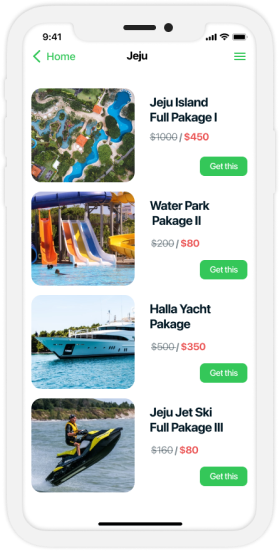 9:41
Home
Jeju
Jeju Island
Full Pakage I
$1000 / $450
Get this
Water Park
Pakage II
$200 / $80
Get this
Halla Yacht
Pakage
$500 / $350
Get this
Jeju Jet Ski
Full Pakage III
$160 / $80
Get this